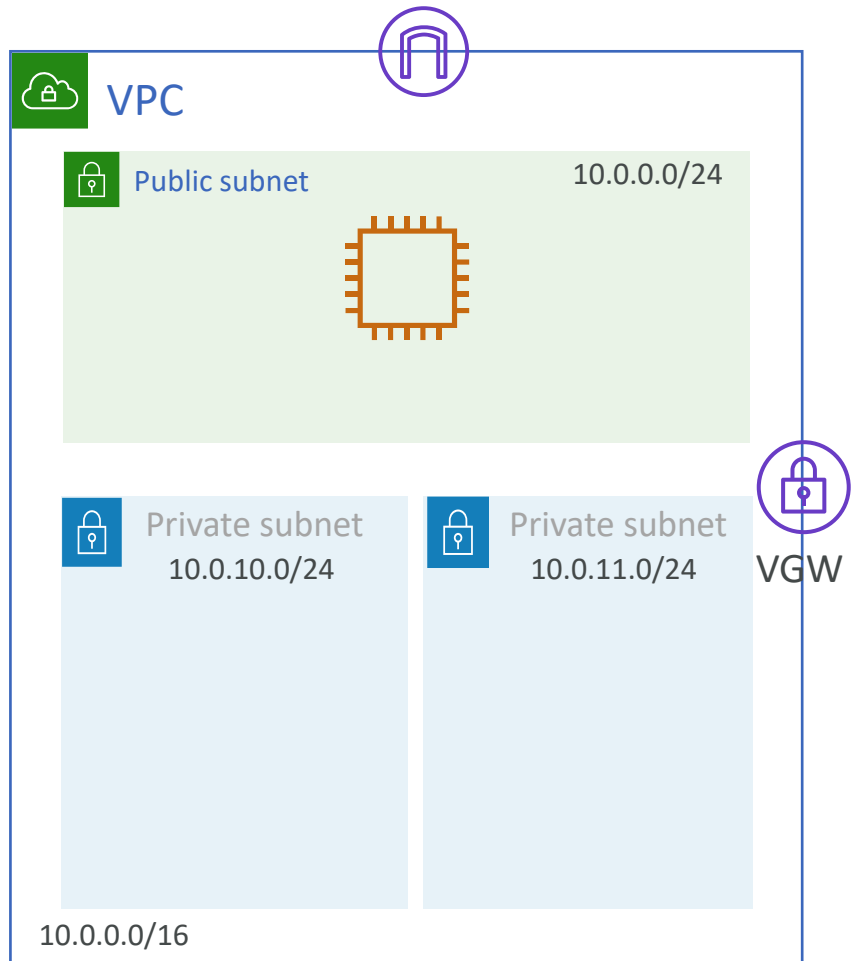 VPC
Public subnet
10.0.0.0/24
Private subnet
10.0.10.0/24
Private subnet
10.0.11.0/24
VGW
10.0.0.0/16